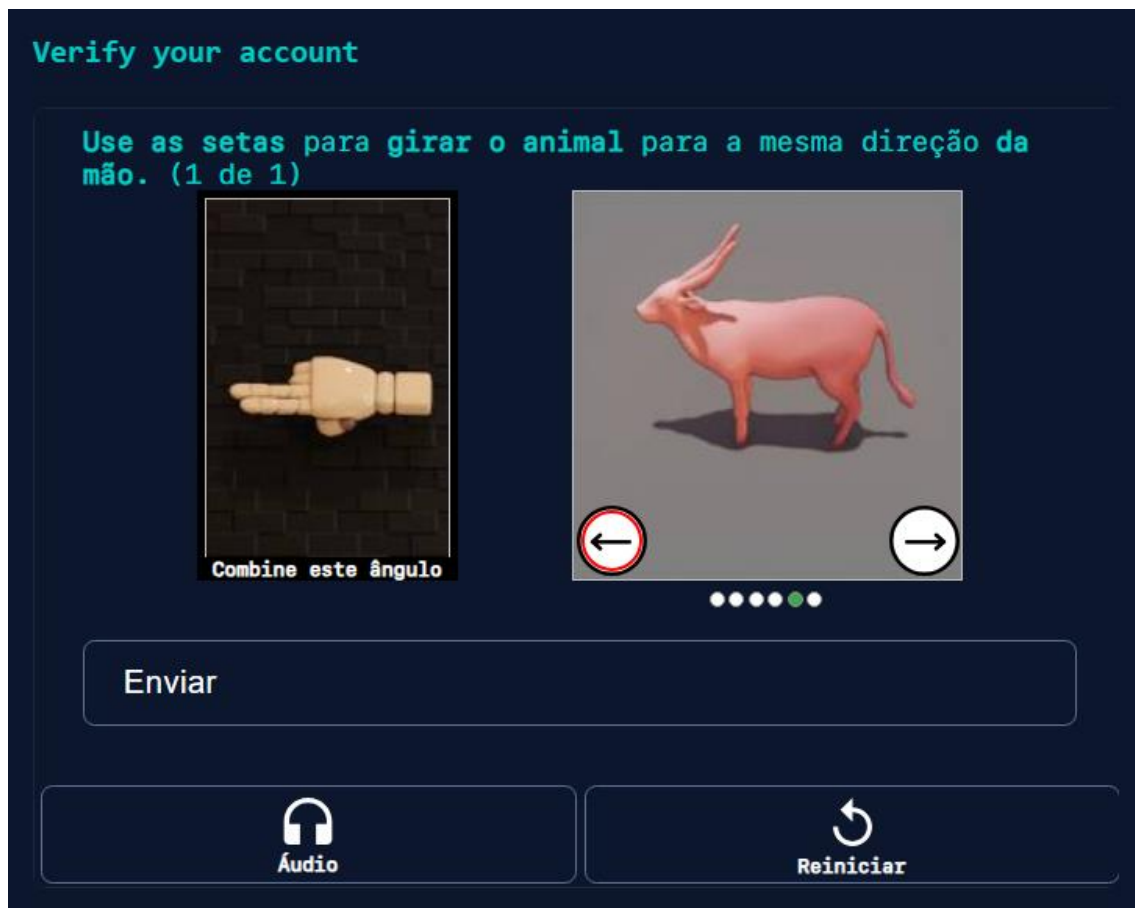 Verify your account
Use as setas para girar o animal para a mesma direção da
mão. (1 de 1)
Combine este ângulo
Enviar
Áudio
Reiniciar